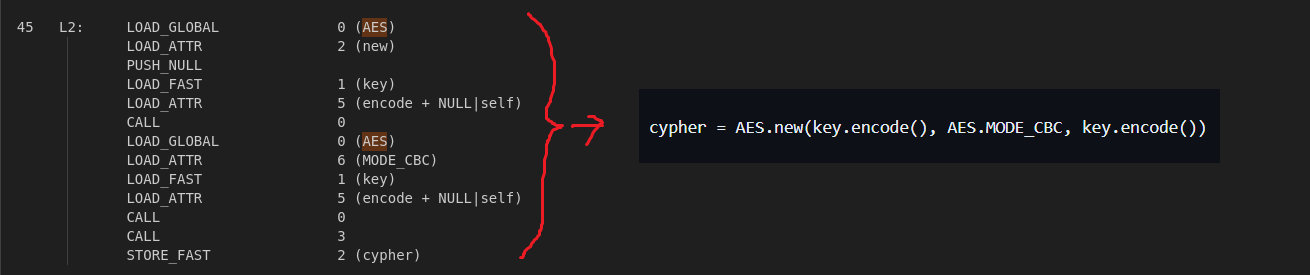 45 L2: LOAD_GLOBAL 0 (AES)
LOAD_ATTR 2 (new)
PUSH_NULL
LOAD_FAST 1 (key)
LOAD_ATTR 5 (encode + NULL|self)
CALL 0
LOAD_GLOBAL 0 (AES)
LOAD_ATTR 6 (MODE_CBC)
LOAD_FAST 1 (key)
LOAD_ATTR 5 (encode + NULL|self)
CALL 0
CALL 3
STORE_FAST 2 (cypher)
cypher = AES.new(key.encode(), AES.MODE_CBC, key.encode())